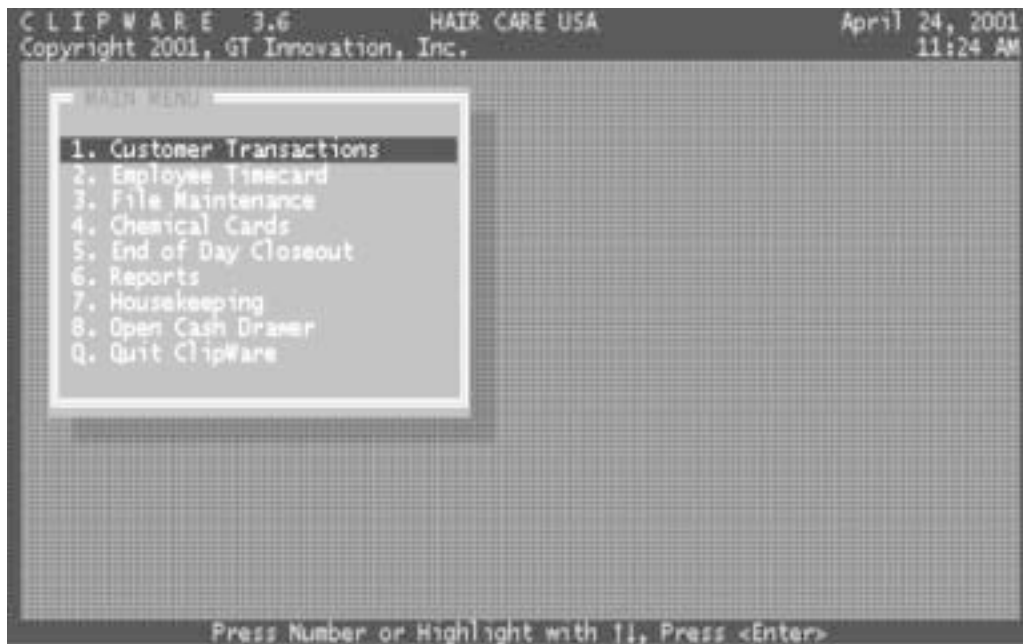 C L I P W A R E 3.6 HAIR CARE USA April 24, 2001
Copyright 2001, GT Innovation, Inc. 11:24 AM
MAIN MENU
1. Customer Transactions
2. Employee Timecard
3. File Maintenance
4. Chemical Cards
5. End of Day Closeout
6. Reports
7. Housekeeping
8. Open Cash Drawer
Q. Quit ClipWare
Press Number or Highlight with ↑↓, Press <Enter>